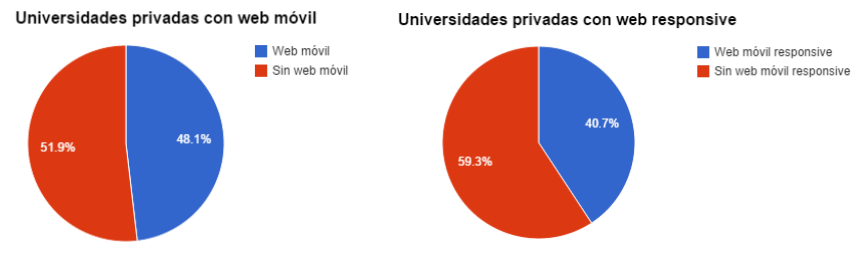 Universidades privadas con web móvil
Web móvil
Sin web móvil
51.9%
48.1%
Universidades privadas con web responsive
Web móvil responsive
Sin web móvil responsive
40.7%
59.3%